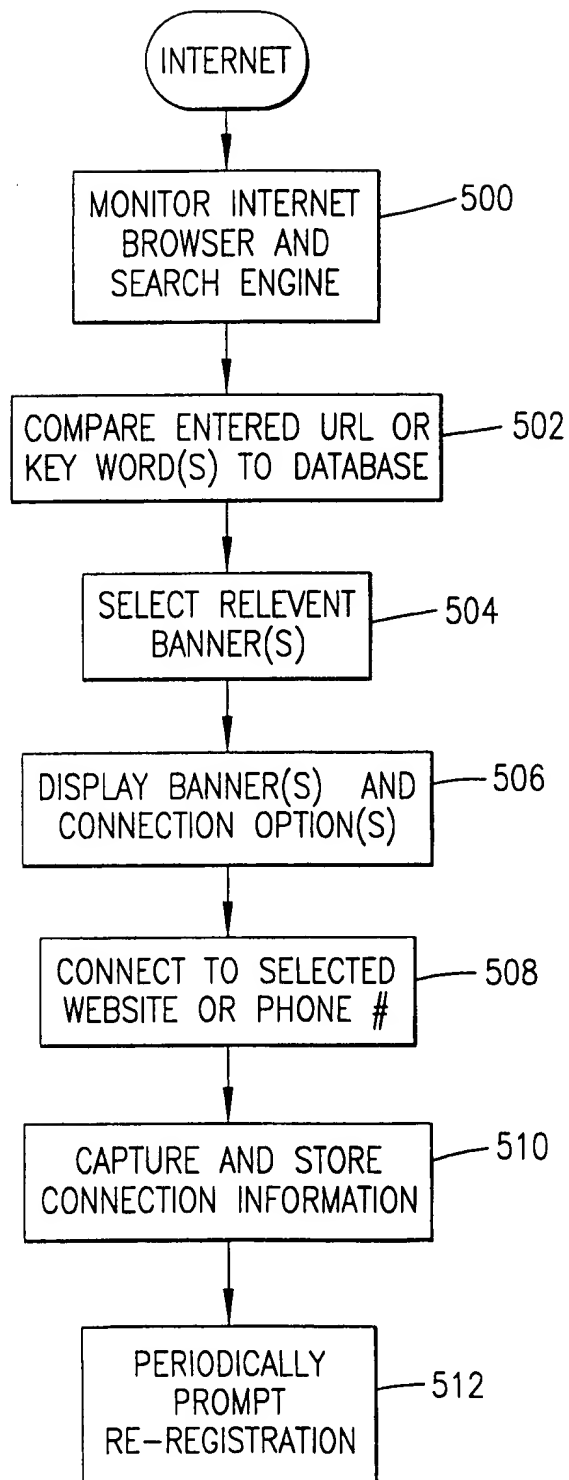 INTERNET
MONITOR INTERNET
BROWSER AND
SEARCH ENGINE
500
COMPARE ENTERED URL OR
KEY WORD(S) TO DATABASE
502
SELECT RELEVENT
BANNER(S)
504
DISPLAY BANNER(S) AND
CONNECTION OPTION(S)
506
CONNECT TO SELECTED
WEBSITE OR PHONE #
508
CAPTURE AND STORE
CONNECTION INFORMATION
510
PERIODICALLY
PROMPT
RE-REGISTRATION
512